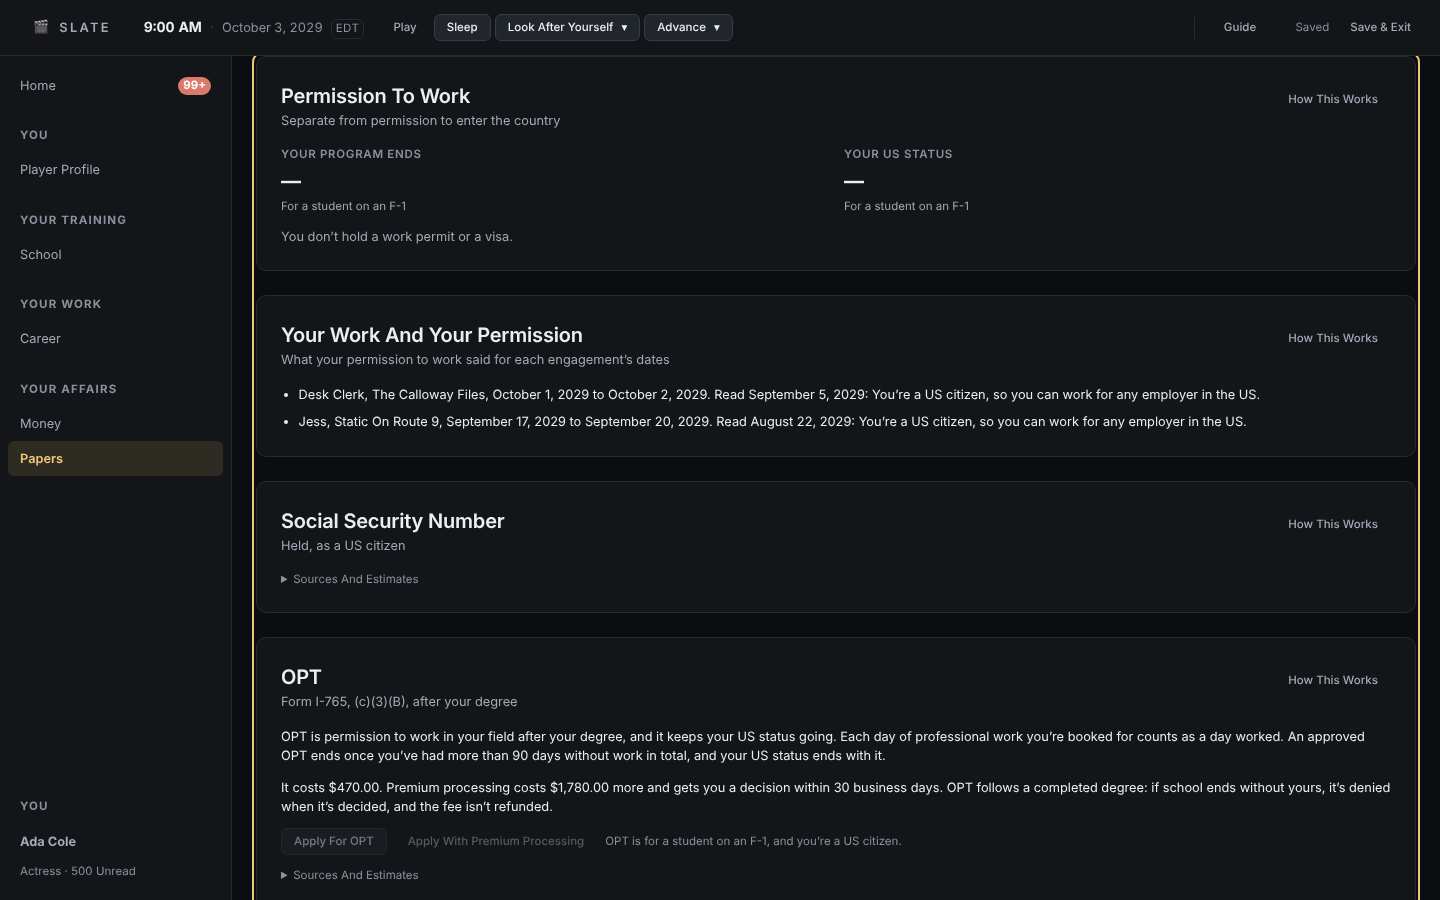 SLATE
9:00 AM · October 3, 2029 EDT
Play
Sleep
Look After Yourself ▾
Advance ▾
Guide
Saved
Save & Exit
Home
99+
YOU
Player Profile
YOUR TRAINING
School
YOUR WORK
Career
YOUR AFFAIRS
Money
Papers
YOU
Ada Cole
Actress · 500 Unread
Permission To Work
How This Works
Separate from permission to enter the country
YOUR PROGRAM ENDS
—
For a student on an F-1
YOUR US STATUS
—
For a student on an F-1
You don’t hold a work permit or a visa.
Your Work And Your Permission
How This Works
What your permission to work said for each engagement’s dates
• Desk Clerk, The Calloway Files, October 1, 2029 to October 2, 2029. Read September 5, 2029: You’re a US citizen, so you can work for any employer in the US.
• Jess, Static On Route 9, September 17, 2029 to September 20, 2029. Read August 22, 2029: You’re a US citizen, so you can work for any employer in the US.
Social Security Number
How This Works
Held, as a US citizen
▶ Sources And Estimates
OPT
How This Works
Form I-765, (c)(3)(B), after your degree
OPT is permission to work in your field after your degree, and it keeps your US status going. Each day of professional work you’re booked for counts as a day worked. An approved
OPT ends once you’ve had more than 90 days without work in total, and your US status ends with it.
It costs $470.00. Premium processing costs $1,780.00 more and gets you a decision within 30 business days. OPT follows a completed degree: if school ends without yours, it’s denied
when it’s decided, and the fee isn’t refunded.
Apply For OPT
Apply With Premium Processing
OPT is for a student on an F-1, and you’re a US citizen.
▶ Sources And Estimates